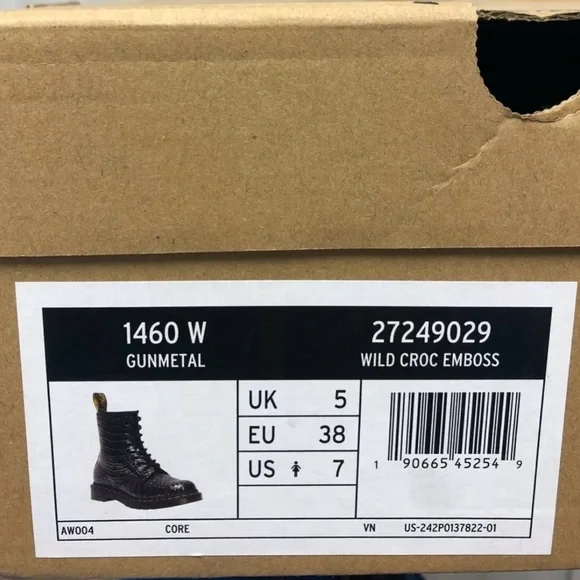 1460 W
GUNMETAL
27249029
WILD CROC EMBOSS
UK 5
EU 38
US 7
1 90665 45254 9
AW004 CORE VN US-242P0137822-01